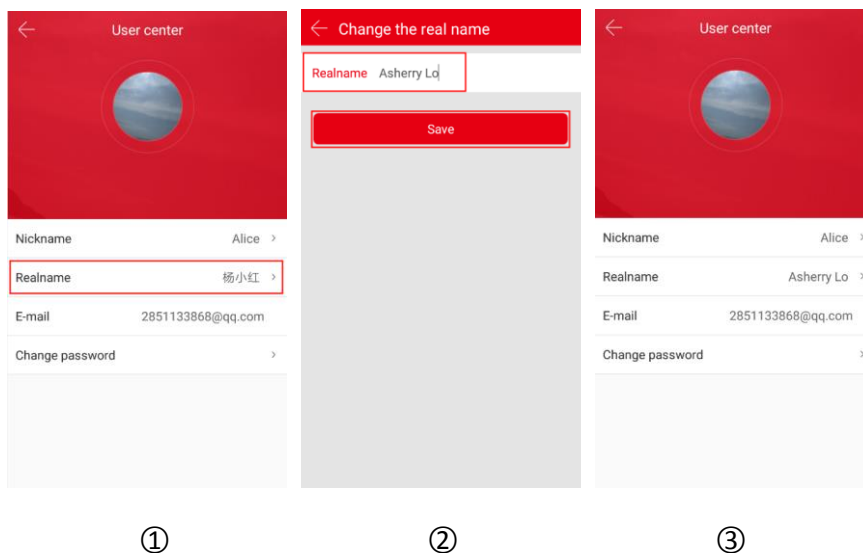 User center
Nickname Alice
Realname 杨小红
E-mail 2851133868@qq.com
Change password
Change the real name
Realname Asherry Lo
Save
User center
Nickname Alice
Realname Asherry Lo
E-mail 2851133868@qq.com
Change password
① ② ③